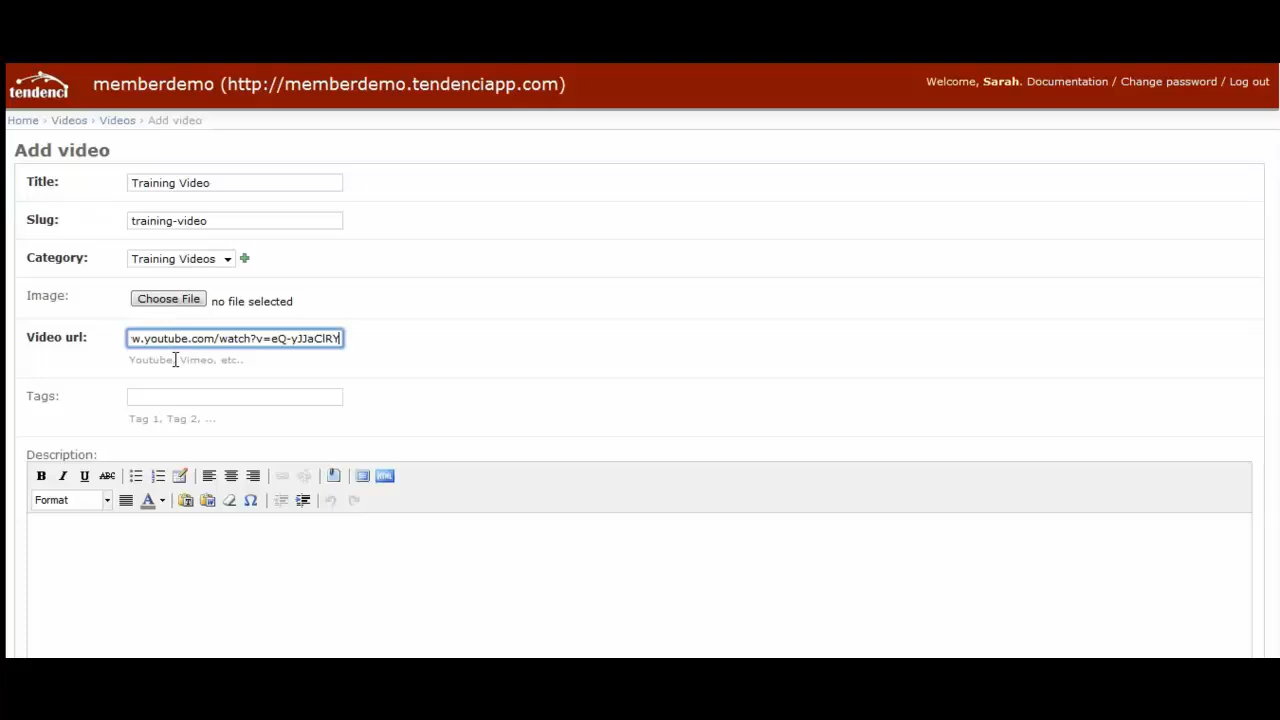 tendenci
memberdemo (http://memberdemo.tendenciapp.com)
Welcome, Sarah. Documentation / Change password / Log out
Home › Videos › Videos › Add video
Add video
Title: Training Video
Slug: training-video
Category: Training Videos
Image: Choose File no file selected
Video url: w.youtube.com/watch?v=eQ-yJJaClRY
Youtube, Vimeo, etc..
Tags:
Tag 1, Tag 2, ...
Description:
B I U ABC HTML
Format A Ω